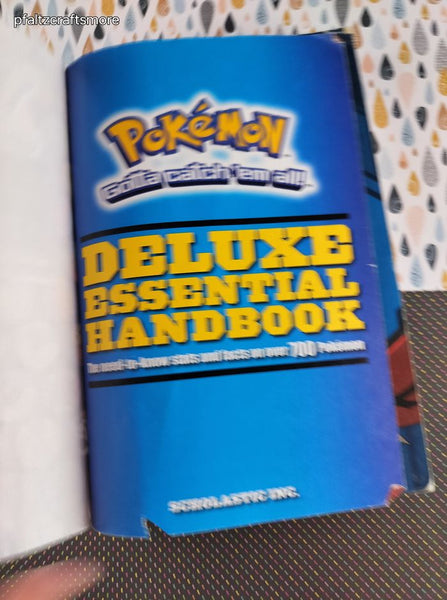 pfaltzcraftsmore
POKéMON
Gotta catch 'em all!
DELUXE
ESSENTIAL
HANDBOOK
The need-to-know stats and facts on over 700 Pokémon
SCHOLASTIC INC.